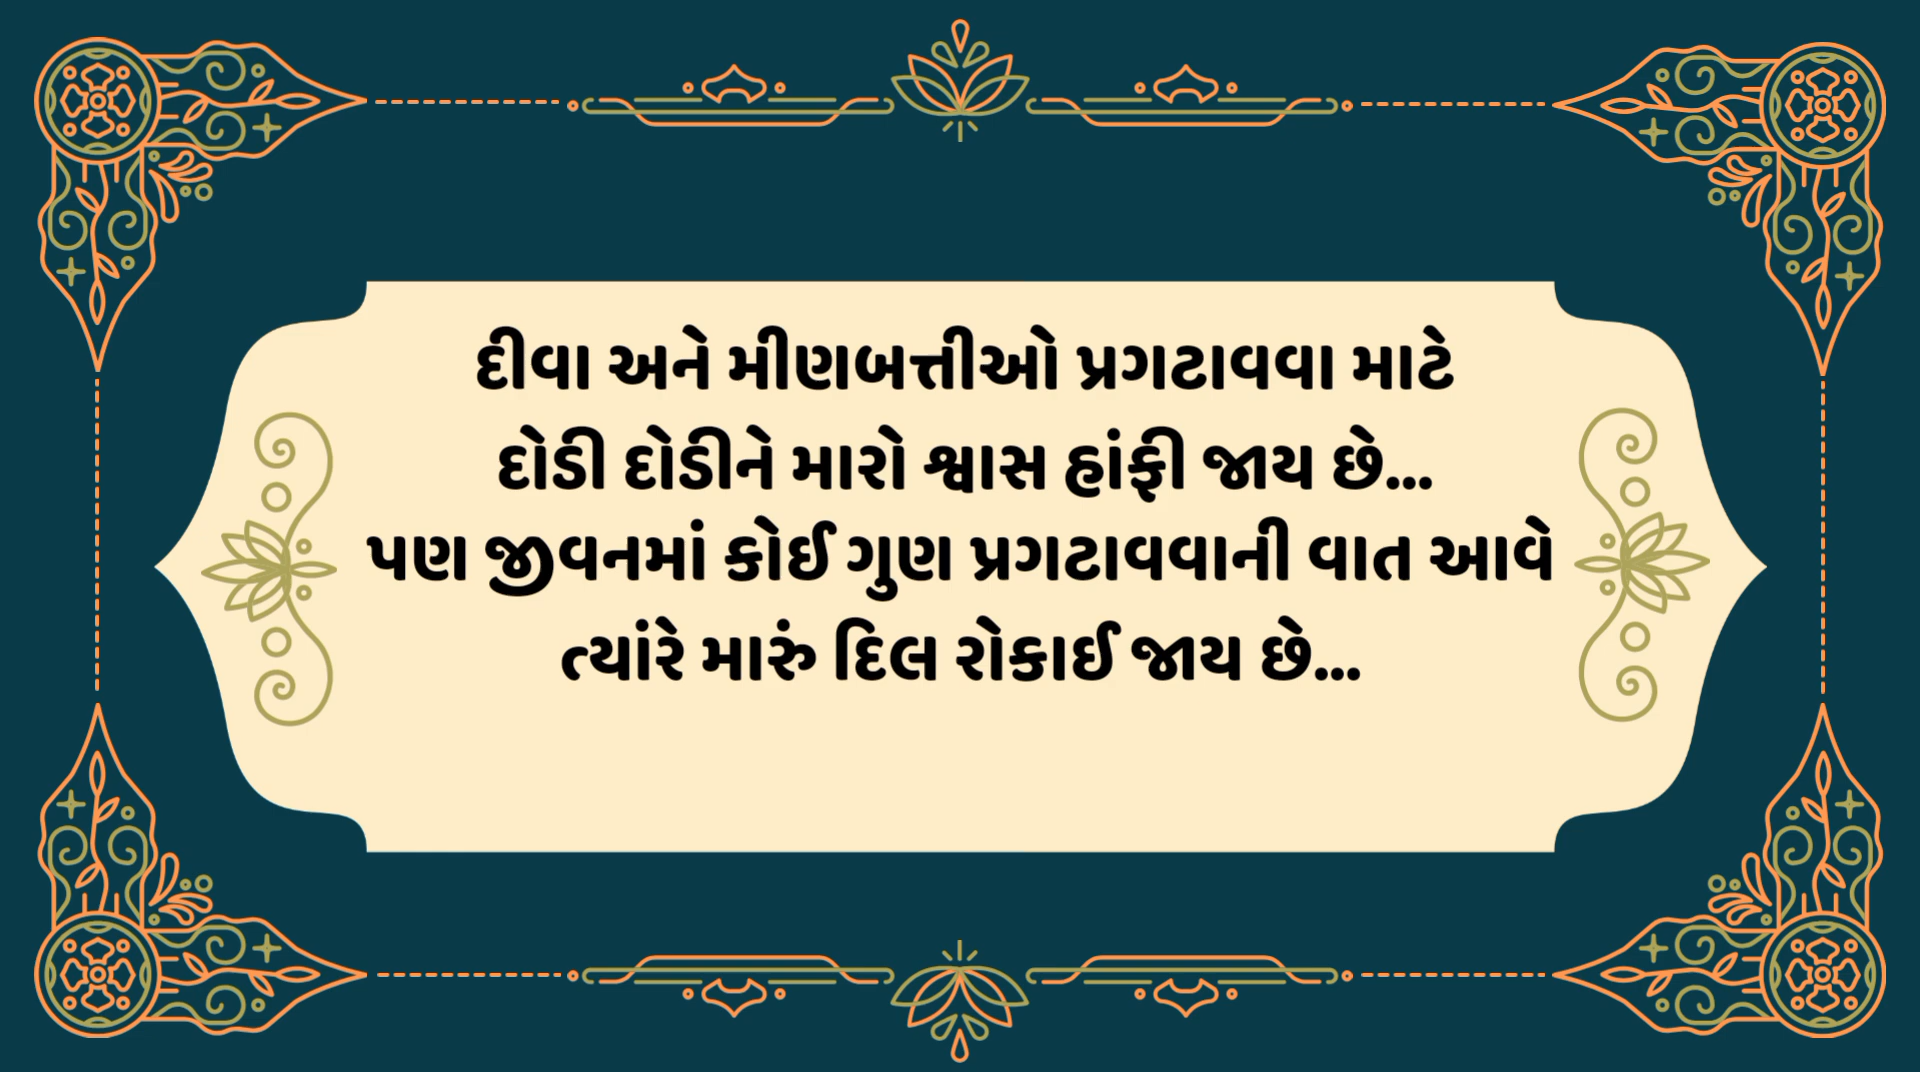 દીવા અને મીણબત્તીઓ પ્રગટાવવા માટે
દોડી દોડીને મારો શ્વાસ હાંફી જાય છે...
પણ જીવનમાં કોઈ ગુણ પ્રગટાવવાની વાત આવે
ત્યાંરે મારું દિલ રોકાઈ જાય છે...